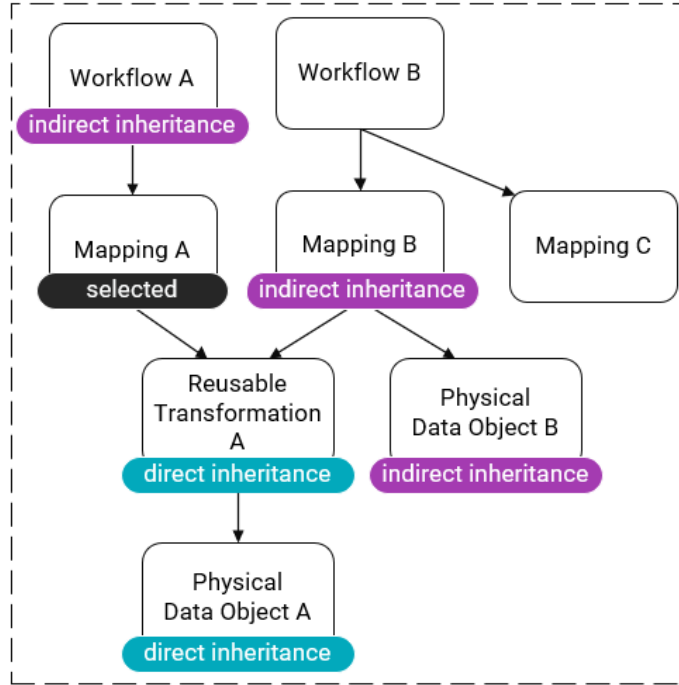 Workflow A
indirect inheritance
Workflow B
Mapping A
selected
Mapping B
indirect inheritance
Mapping C
Reusable
Transformation
A
direct inheritance
Physical
Data Object B
indirect inheritance
Physical
Data Object A
direct inheritance